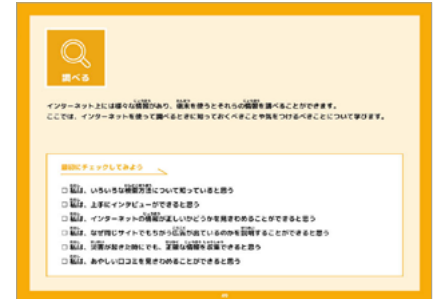 調べる
インターネット上には様々な情報があり、端末を使うとそれらの情報を調べることができます。
ここでは、インターネットを使って調べるときに知っておくべきことや気をつけるべきことについて学びます。
最初にチェックしてみよう
□ 私は、いろいろな検索方法について知っていると思う
□ 私は、上手にインタビューができると思う
□ 私は、インターネットの情報が正しいかどうかを見きわめることができると思う
□ 私は、なぜ同じサイトでもちがう広告が出ているのかを説明することができると思う
□ 私は、災害が起きた時にでも、正確な情報を収集できると思う
□ 私は、あやしい口コミを見きわめることができると思う